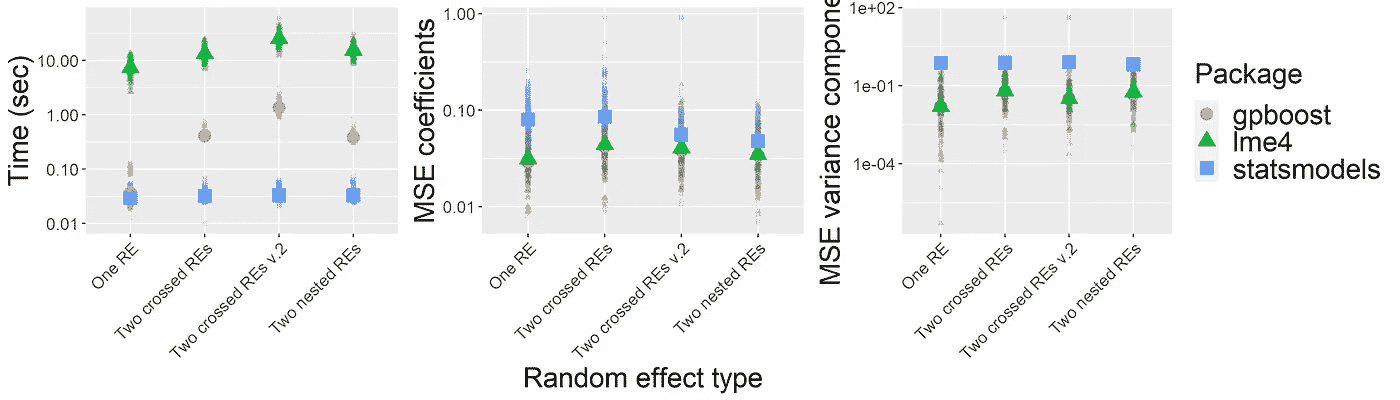 Time (sec)
10.00
1.00
0.10
0.01
One RE
Two crossed REs
Two crossed REs v.2
Two nested REs
MSE coefficients
1.00
0.10
0.01
One RE
Two crossed REs
Two crossed REs v.2
Two nested REs
MSE variance compone
1e+02
1e-01
1e-04
One RE
Two crossed REs
Two crossed REs v.2
Two nested REs
Random effect type
Package
gpboost
lme4
statsmodels